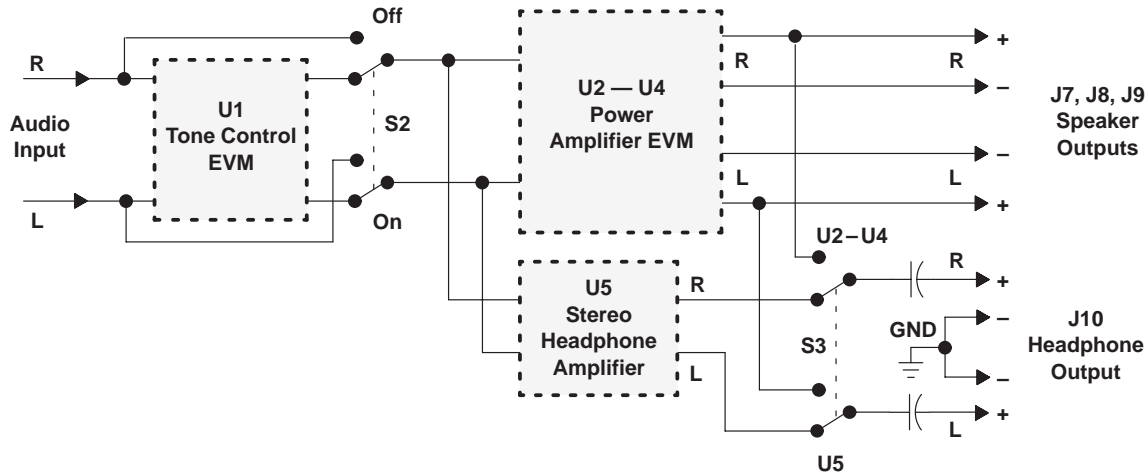 Off
R
Audio
Input
L
U1
Tone Control
EVM
S2
On
U2 — U4
Power
Amplifier EVM
R
L
+
R
–
–
L
+
J7, J8, J9
Speaker
Outputs
U5
Stereo
Headphone
Amplifier
R
L
U2–U4
S3
U5
R
+
GND
–
–
L
+
J10
Headphone
Output